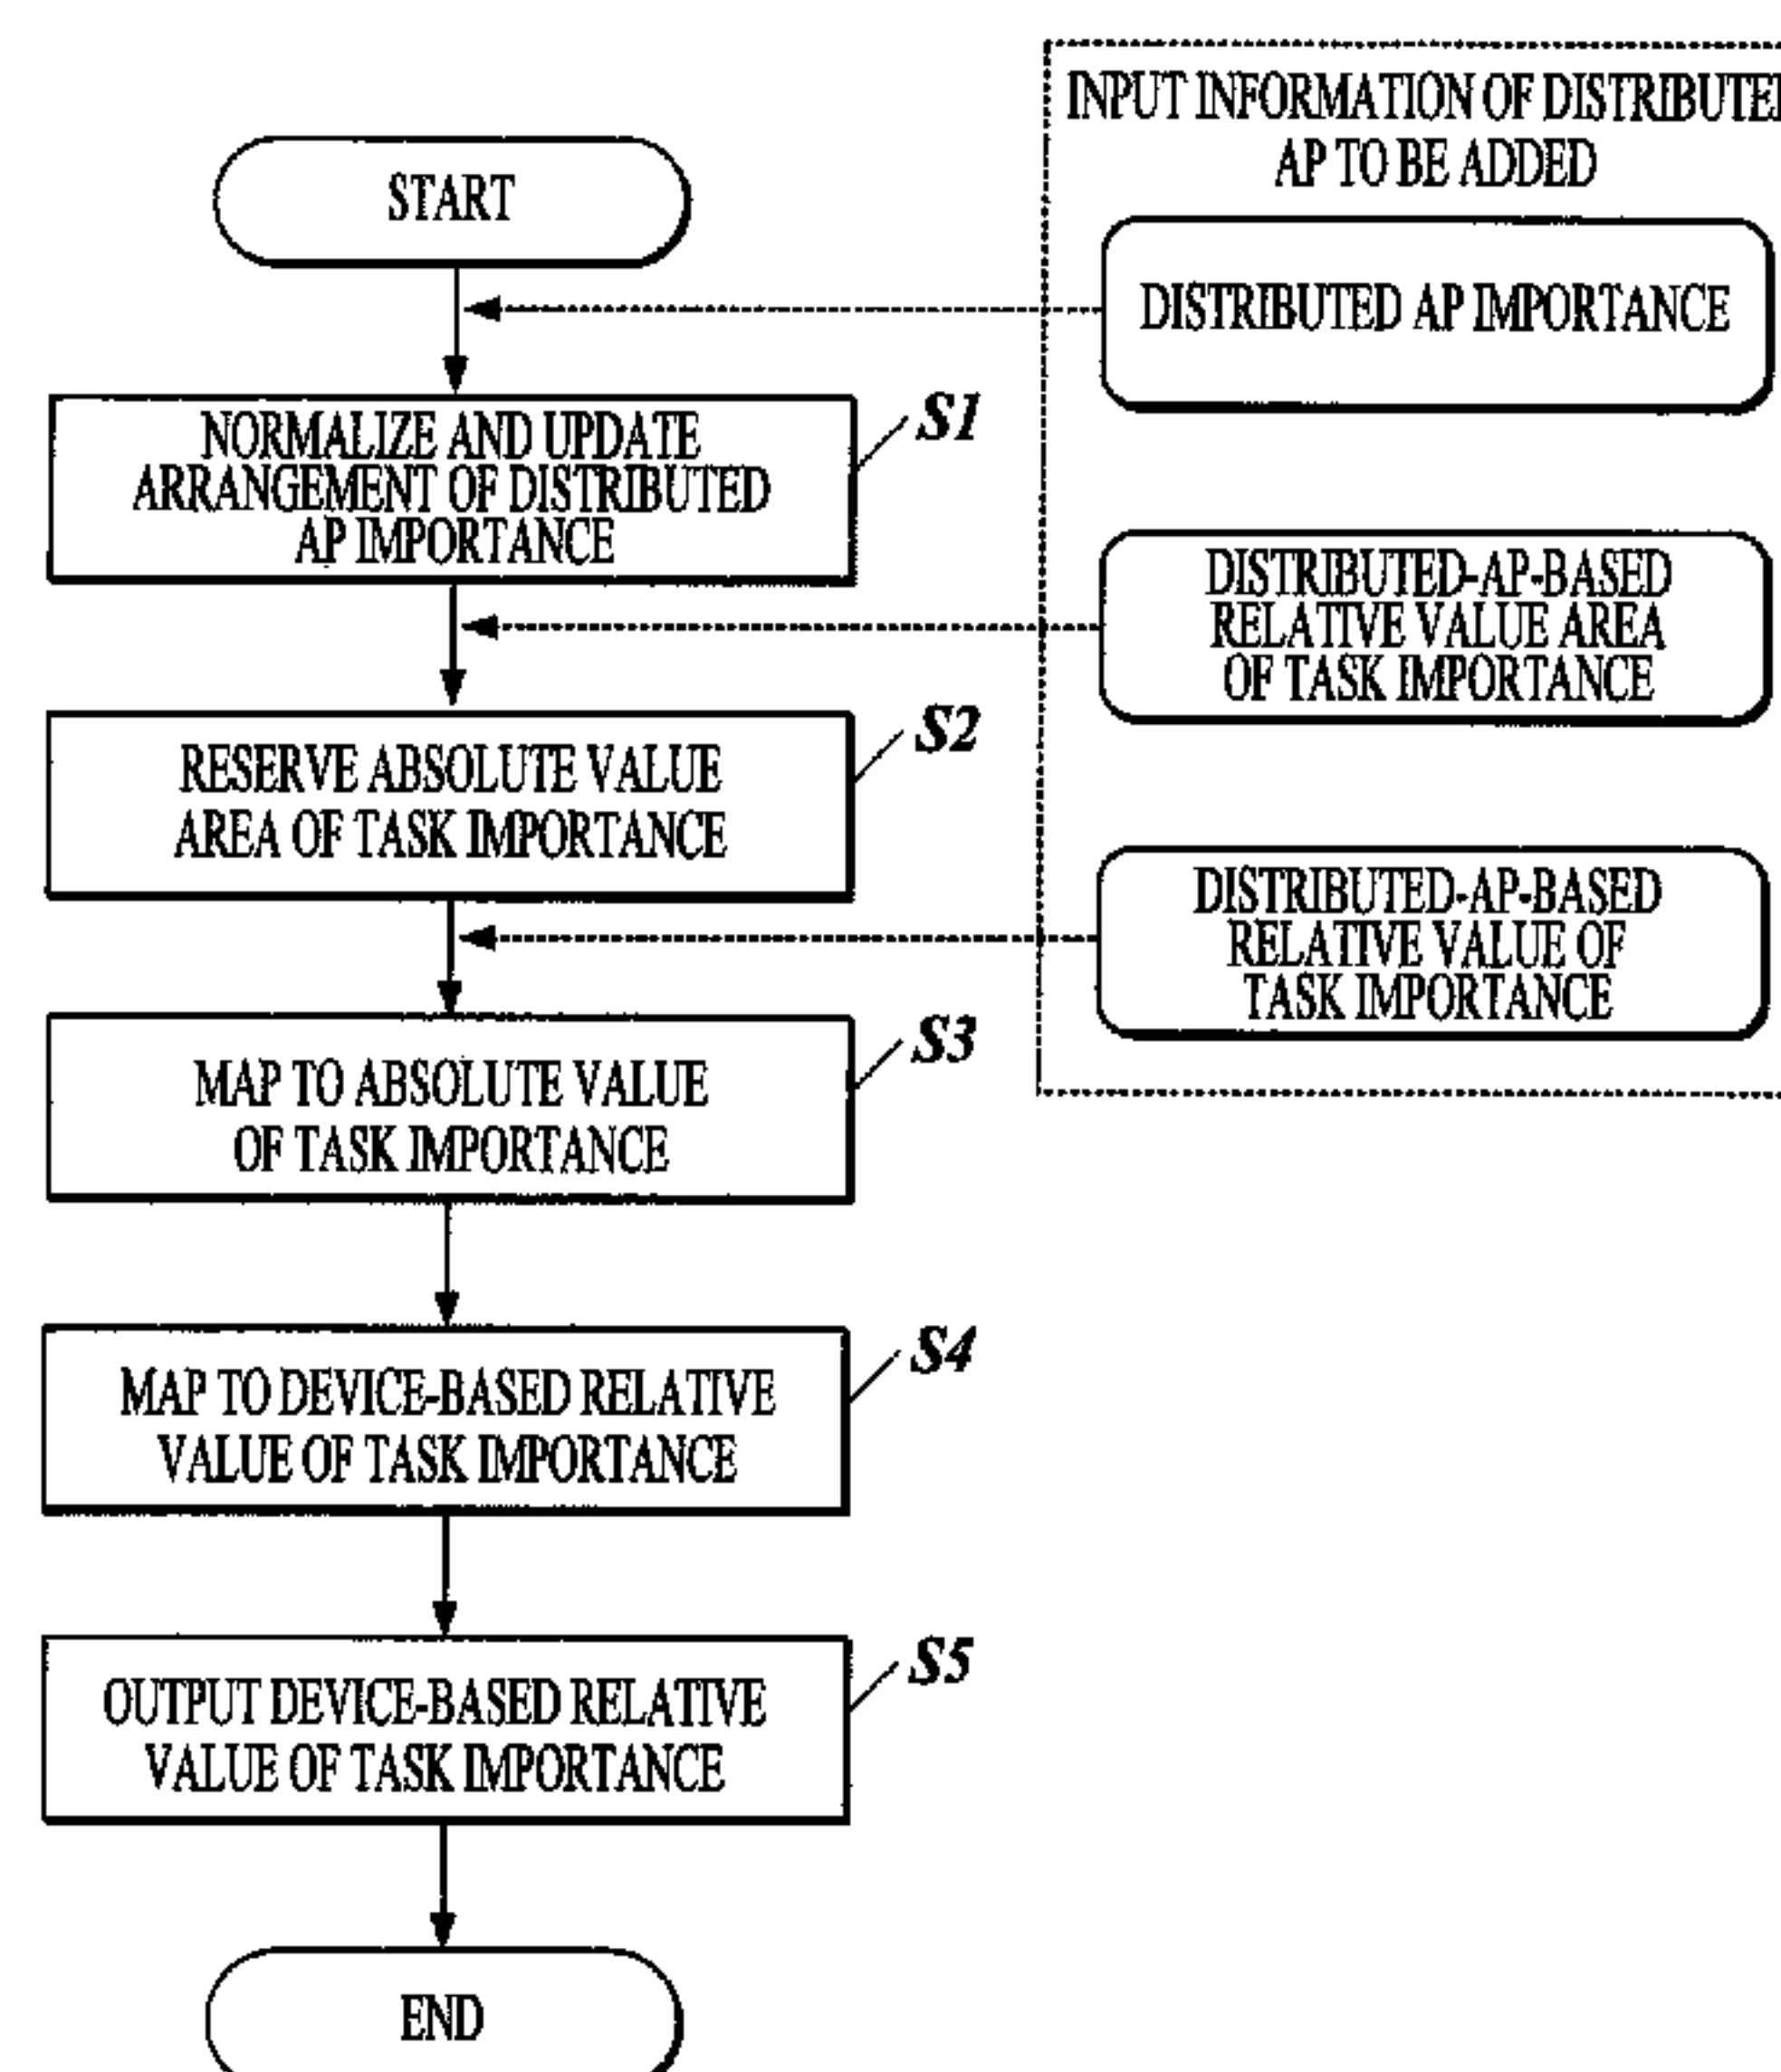 START
NORMALIZE AND UPDATE
ARRANGEMENT OF DISTRIBUTED
AP IMPORTANCE
S1
RESERVE ABSOLUTE VALUE
AREA OF TASK IMPORTANCE
S2
MAP TO ABSOLUTE VALUE
OF TASK IMPORTANCE
S3
MAP TO DEVICE-BASED RELATIVE
VALUE OF TASK IMPORTANCE
S4
OUTPUT DEVICE-BASED RELATIVE
VALUE OF TASK IMPORTANCE
S5
END
INPUT INFORMATION OF DISTRIBUTED
AP TO BE ADDED
DISTRIBUTED AP IMPORTANCE
DISTRIBUTED-AP-BASED
RELATIVE VALUE AREA
OF TASK IMPORTANCE
DISTRIBUTED-AP-BASED
RELATIVE VALUE OF
TASK IMPORTANCE